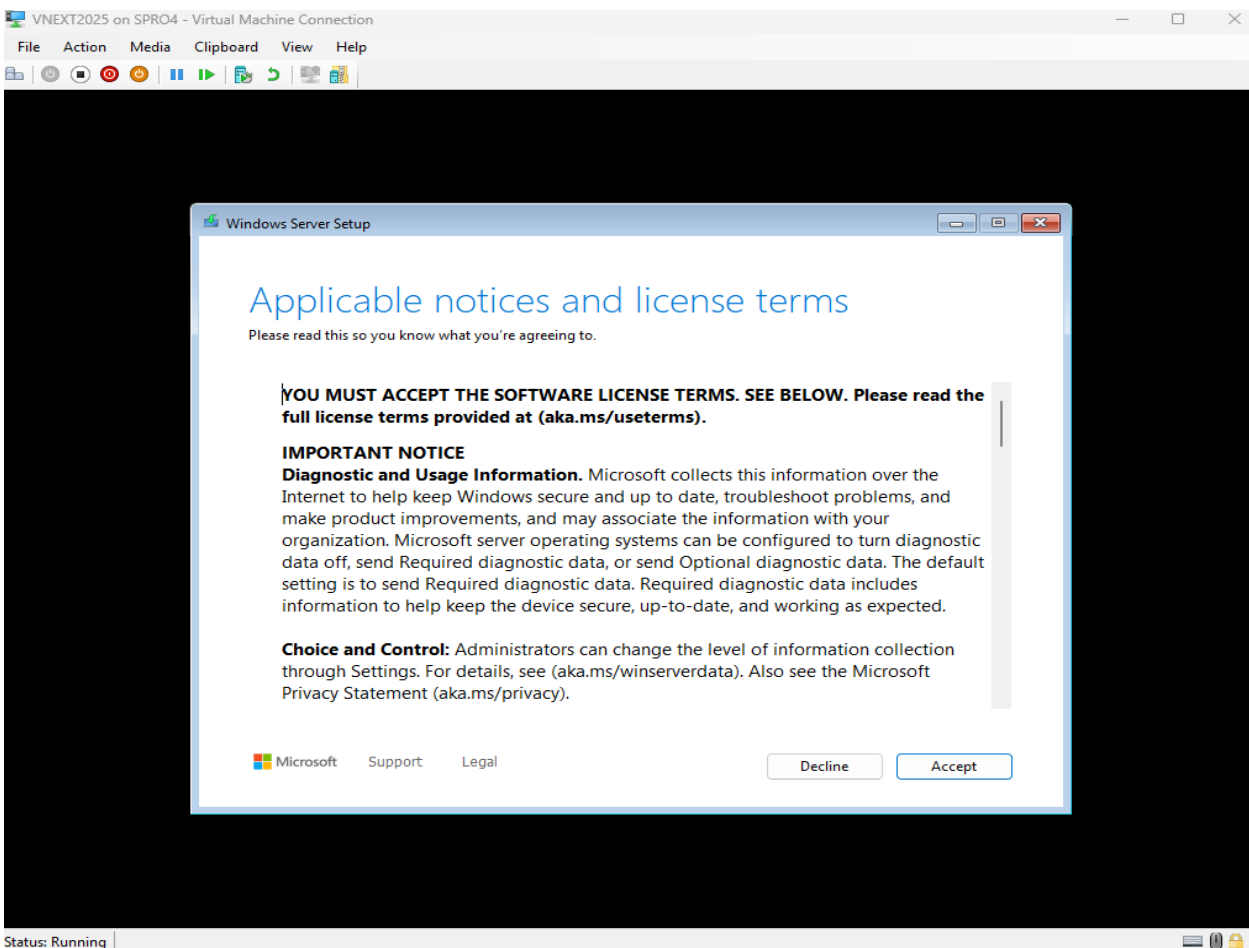 VNEXT2025 on SPRO4 - Virtual Machine Connection
File Action Media Clipboard View Help
Windows Server Setup
Applicable notices and license terms
Please read this so you know what you're agreeing to.
YOU MUST ACCEPT THE SOFTWARE LICENSE TERMS. SEE BELOW. Please read the
full license terms provided at (aka.ms/useterms).
IMPORTANT NOTICE
Diagnostic and Usage Information. Microsoft collects this information over the
Internet to help keep Windows secure and up to date, troubleshoot problems, and
make product improvements, and may associate the information with your
organization. Microsoft server operating systems can be configured to turn diagnostic
data off, send Required diagnostic data, or send Optional diagnostic data. The default
setting is to send Required diagnostic data. Required diagnostic data includes
information to help keep the device secure, up-to-date, and working as expected.
Choice and Control: Administrators can change the level of information collection
through Settings. For details, see (aka.ms/winserverdata). Also see the Microsoft
Privacy Statement (aka.ms/privacy).
Microsoft Support Legal Decline Accept
Status: Running